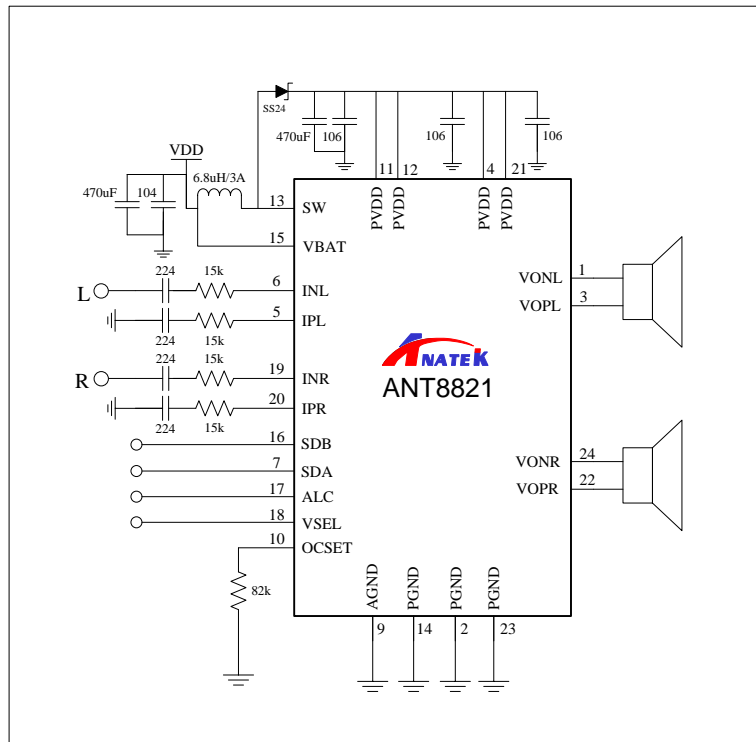 SS24
470uF 106 106 106
VDD
6.8uH/3A
470uF 104
11 12 4 21
PVDD PVDD PVDD PVDD
13 SW
15 VBAT
224 15k
L 6 INL
5 IPL
224 15k
224 15k
R 19 INR
20 IPR
224 15k
16 SDB
7 SDA
17 ALC
18 VSEL
10 OCSET
82k
ANATEK
ANT8821
VONL 1
VOPL 3
VONR 24
VOPR 22
AGND PGND PGND PGND
9 14 2 23